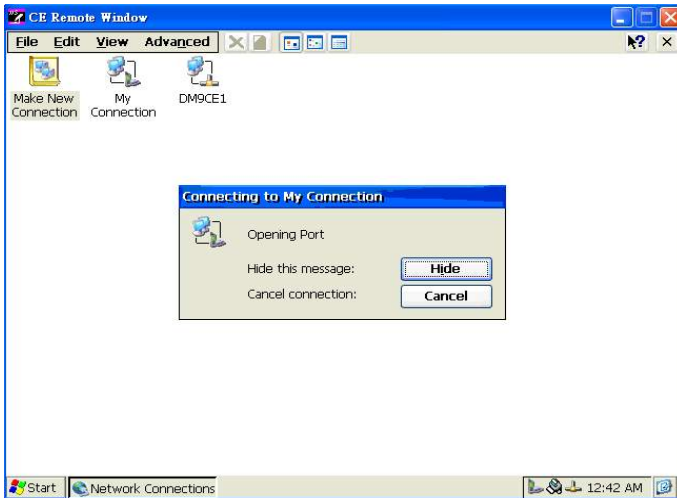 CE Remote Window
File Edit View Advanced
Make New Connection
My Connection
DM9CE1
Connecting to My Connection
Opening Port
Hide this message: Hide
Cancel connection: Cancel
Start Network Connections 12:42 AM